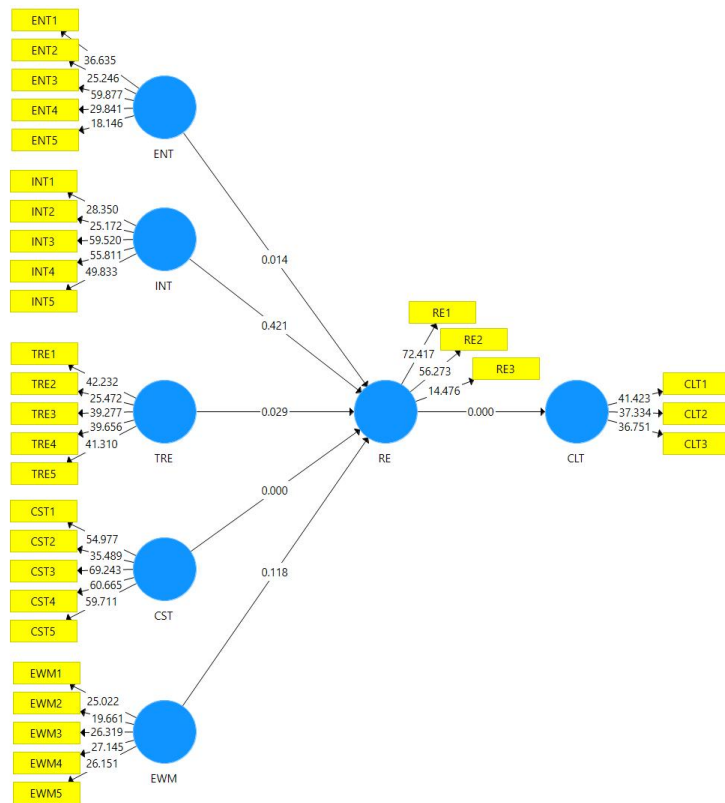 ENT1
ENT2
ENT3
ENT4
ENT5
36.635
25.246
59.877
29.841
18.146
ENT
INT1
INT2
INT3
INT4
INT5
28.350
25.172
59.520
55.811
49.833
INT
TRE1
TRE2
TRE3
TRE4
TRE5
42.232
25.472
39.277
39.656
41.310
TRE
CST1
CST2
CST3
CST4
CST5
54.977
35.489
69.243
60.665
59.711
CST
EWM1
EWM2
EWM3
EWM4
EWM5
25.022
19.661
26.319
27.145
26.151
EWM
0.014
0.421
0.029
0.000
0.118
RE1
RE2
RE3
72.417
56.273
14.476
RE
0.000
CLT
41.423
37.334
36.751
CLT1
CLT2
CLT3